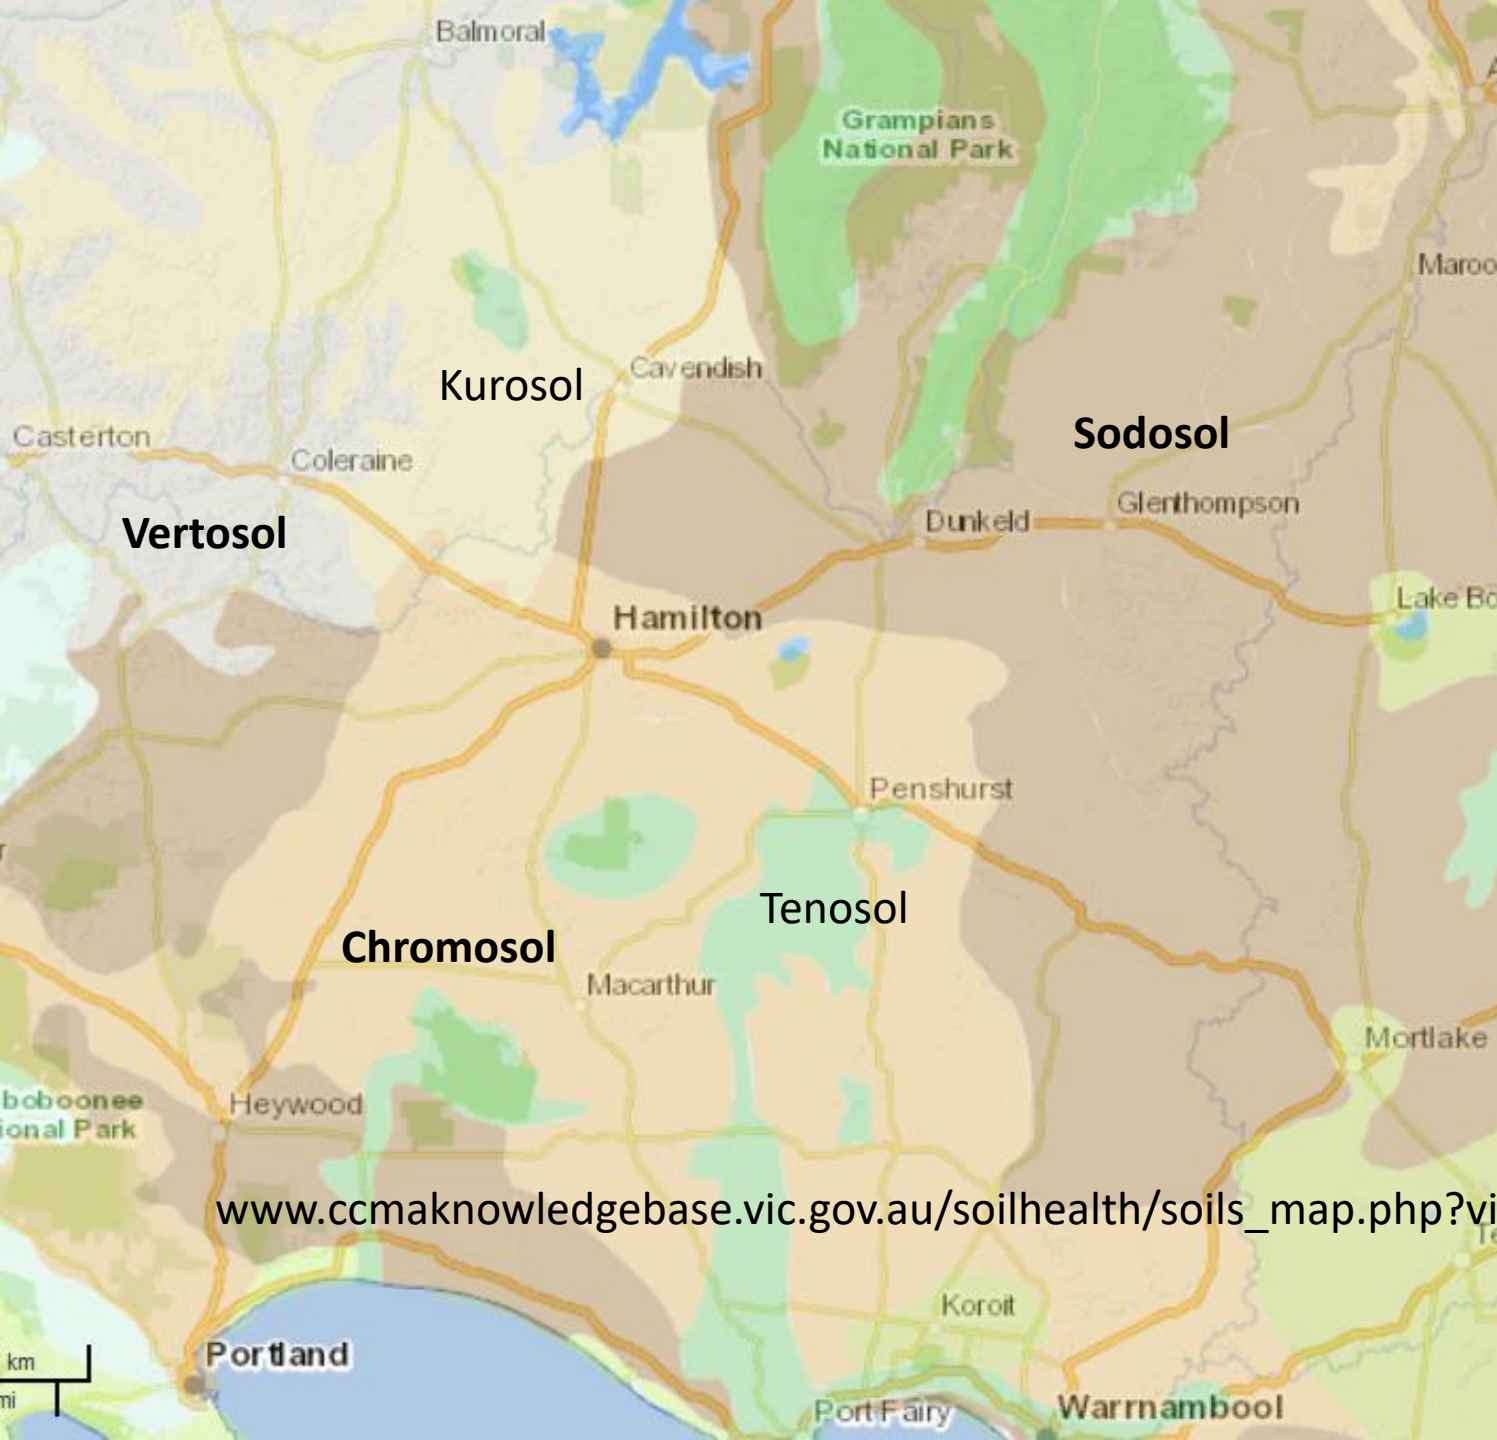 Balmoral
Grampians
National Park
Maroo
Cavendish
Kurosol
Casterton
Coleraine
Sodosol
Glenthompson
Vertosol
Dunkeld
Lake Bo
Hamilton
Penshurst
Tenosol
Chromosol
Macarthur
Mortlake
boboonee
ional Park
Heywood
www.ccmaknowledgebase.vic.gov.au/soilhealth/soils_map.php?vi
Te
Koroit
Portland
km
mi
Port Fairy
Warrnambool